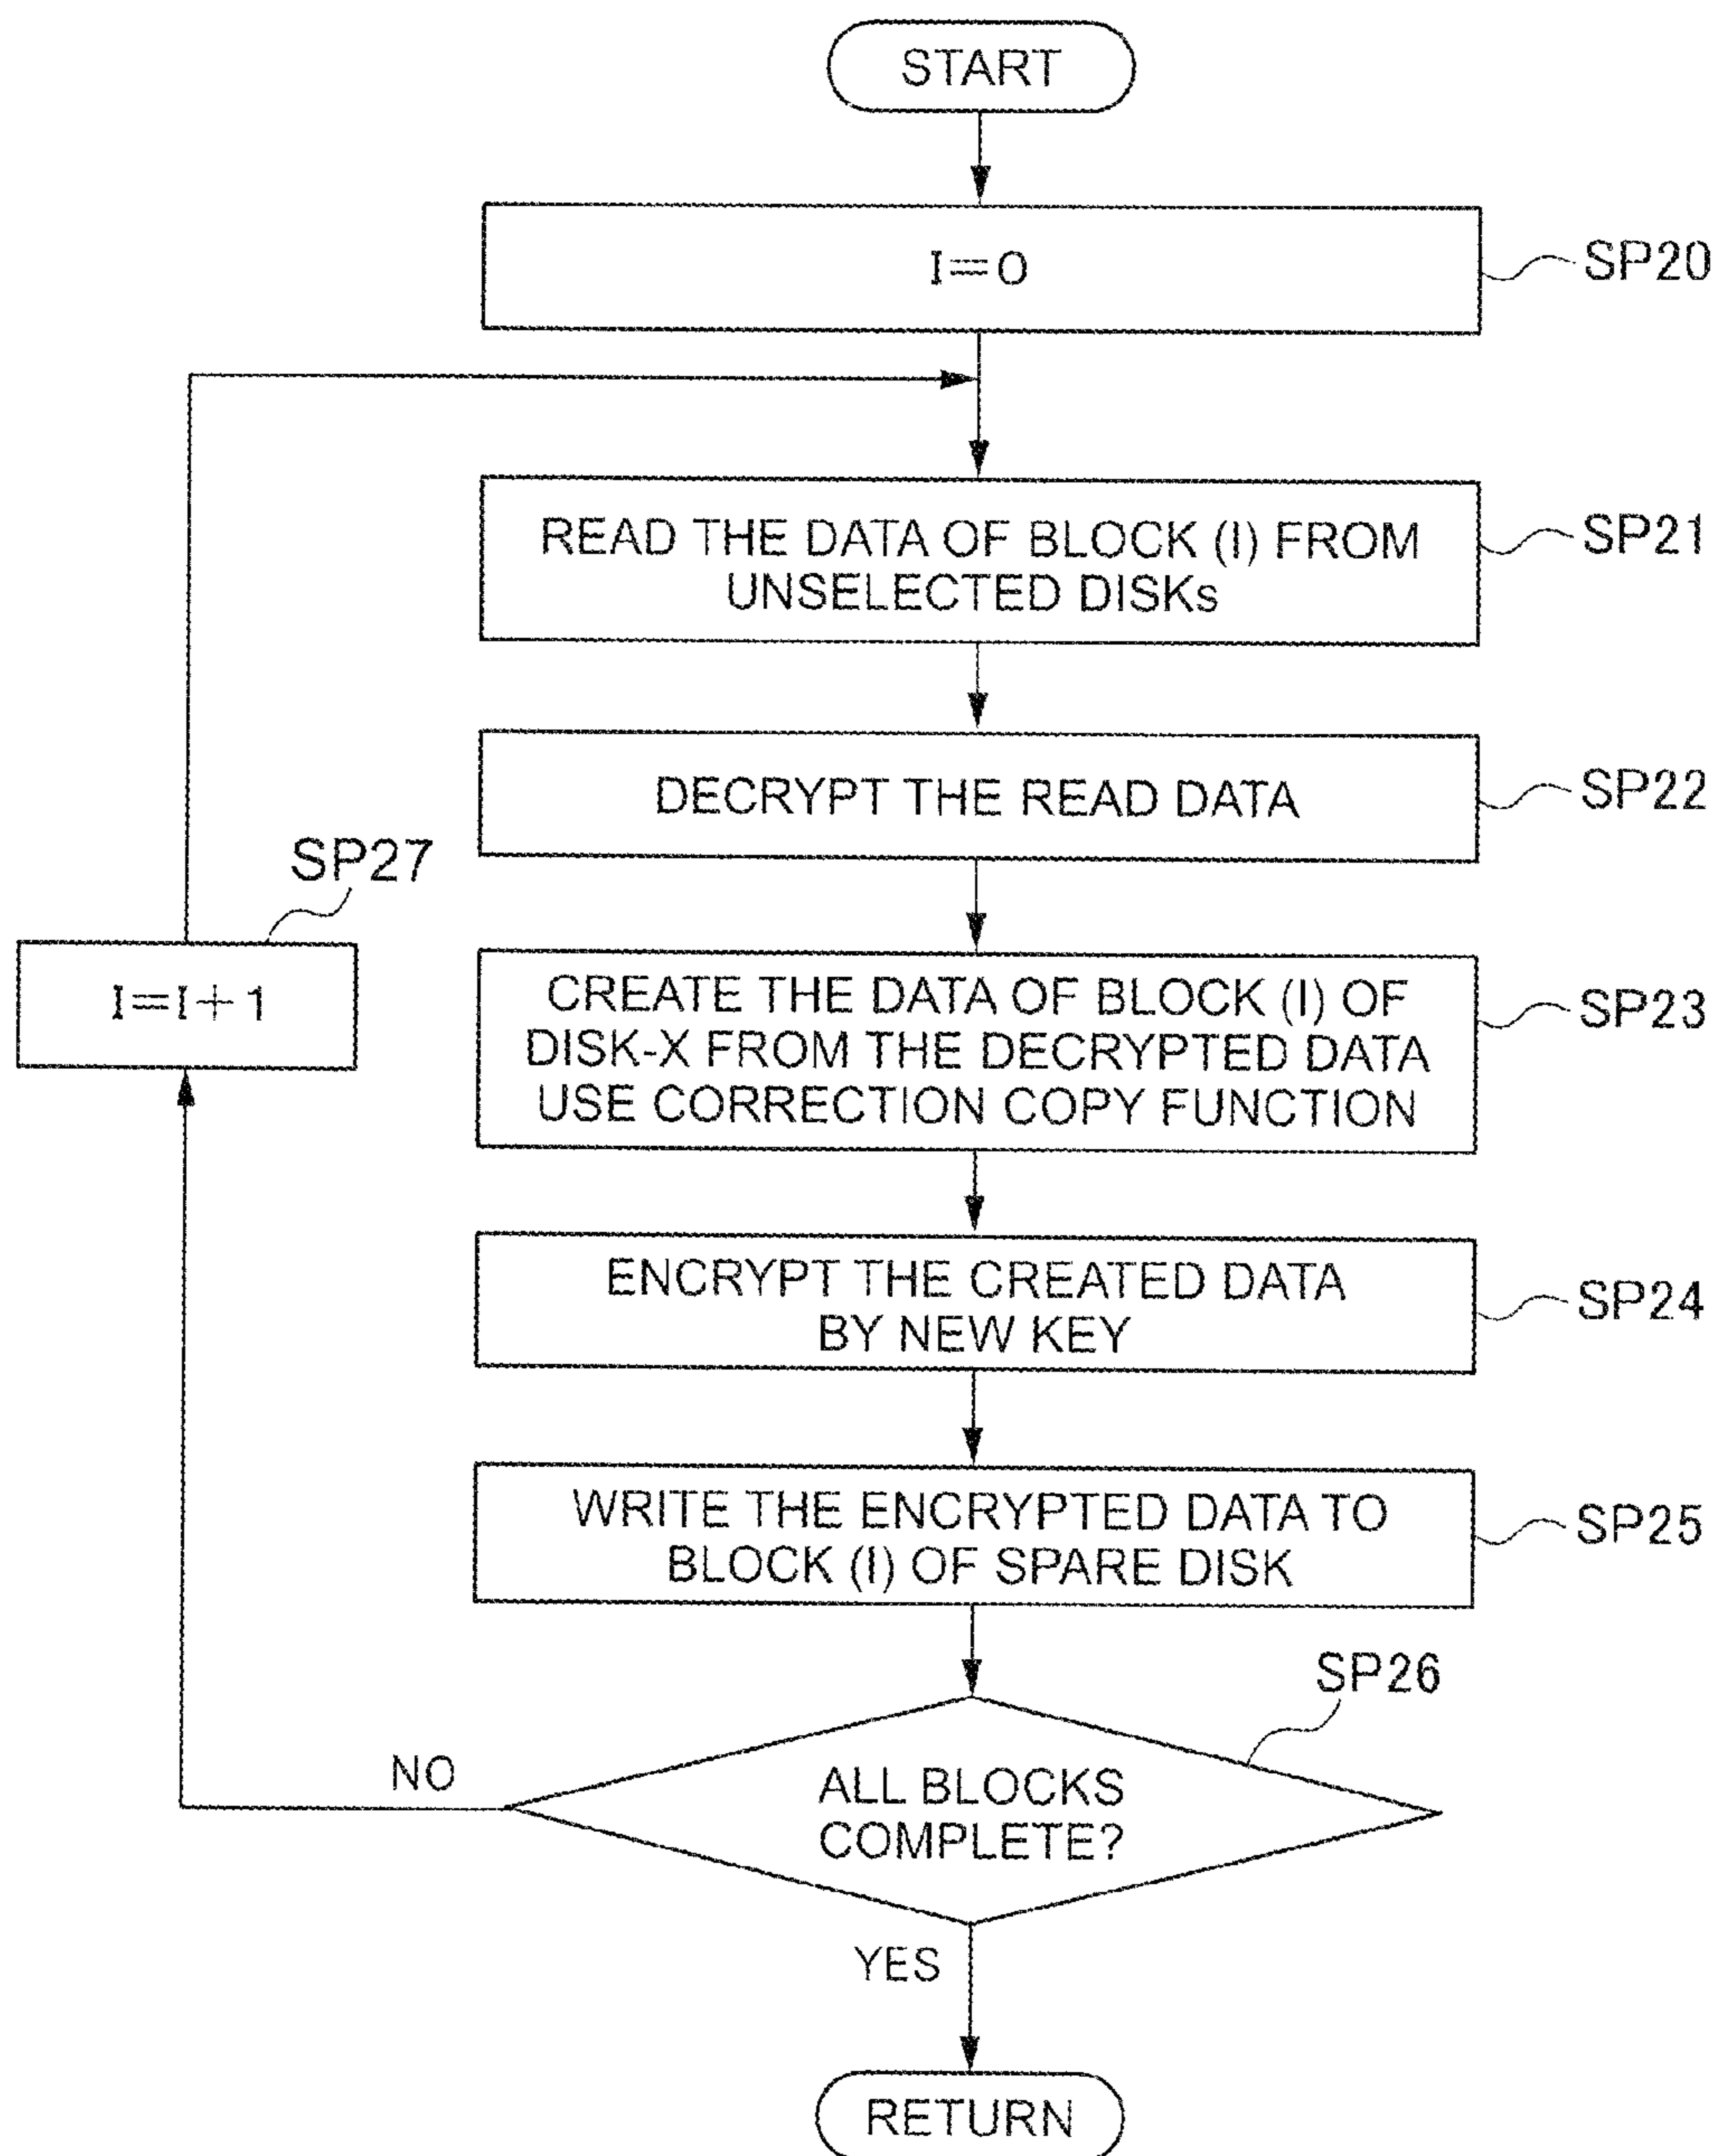 START
I=0
SP20
READ THE DATA OF BLOCK (I) FROM
UNSELECTED DISKs
SP21
DECRYPT THE READ DATA
SP22
SP27
I=I+1
CREATE THE DATA OF BLOCK (I) OF
DISK-X FROM THE DECRYPTED DATA
USE CORRECTION COPY FUNCTION
SP23
ENCRYPT THE CREATED DATA
BY NEW KEY
SP24
WRITE THE ENCRYPTED DATA TO
BLOCK (I) OF SPARE DISK
SP25
SP26
NO
ALL BLOCKS
COMPLETE?
YES
RETURN